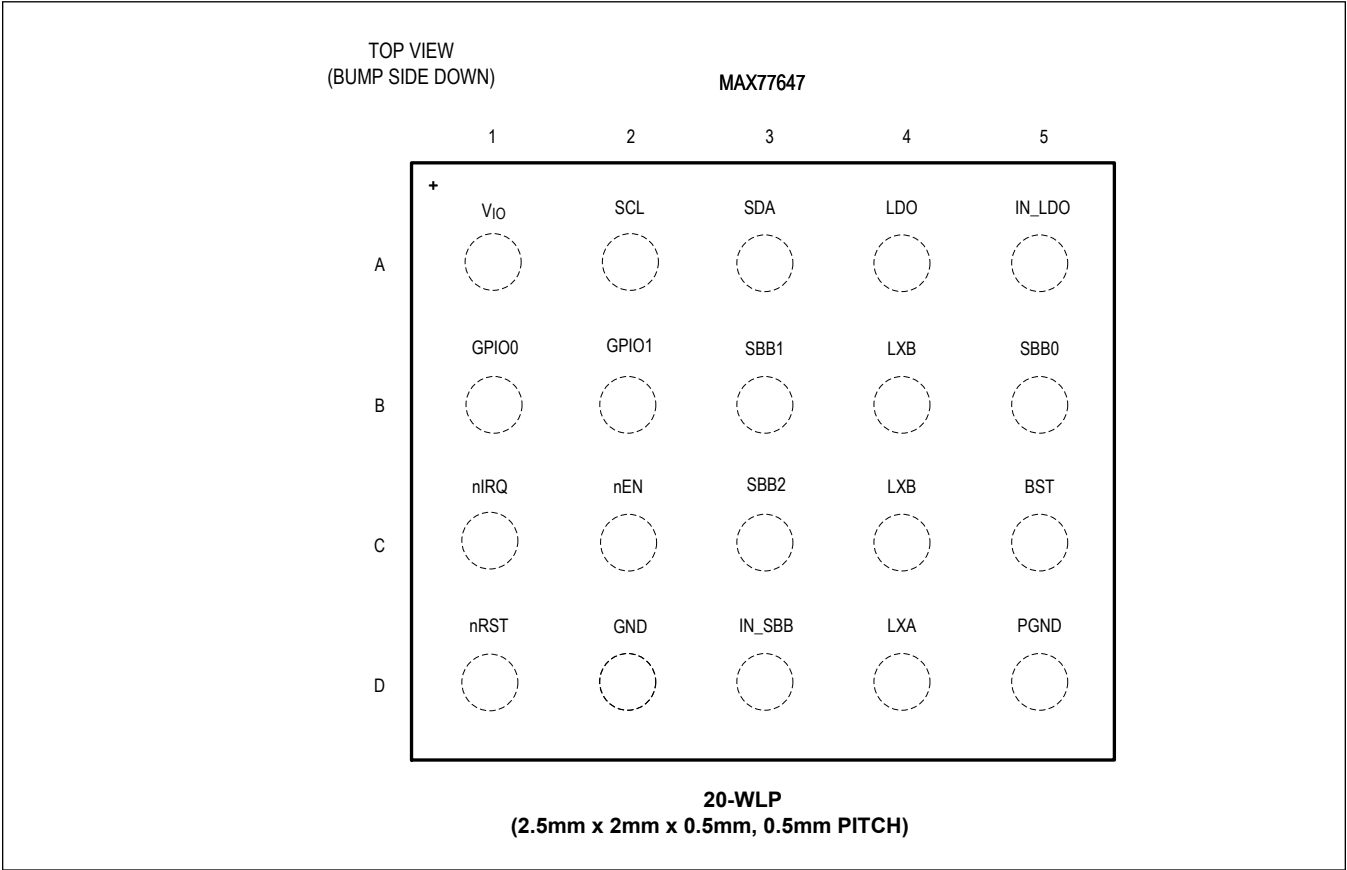 TOP VIEW
(BUMP SIDE DOWN)
MAX77647
1 2 3 4 5
+
VIO SCL SDA LDO IN_LDO
A
GPIO0 GPIO1 SBB1 LXB SBB0
B
nIRQ nEN SBB2 LXB BST
C
nRST GND IN_SBB LXA PGND
D
20-WLP
(2.5mm x 2mm x 0.5mm, 0.5mm PITCH)